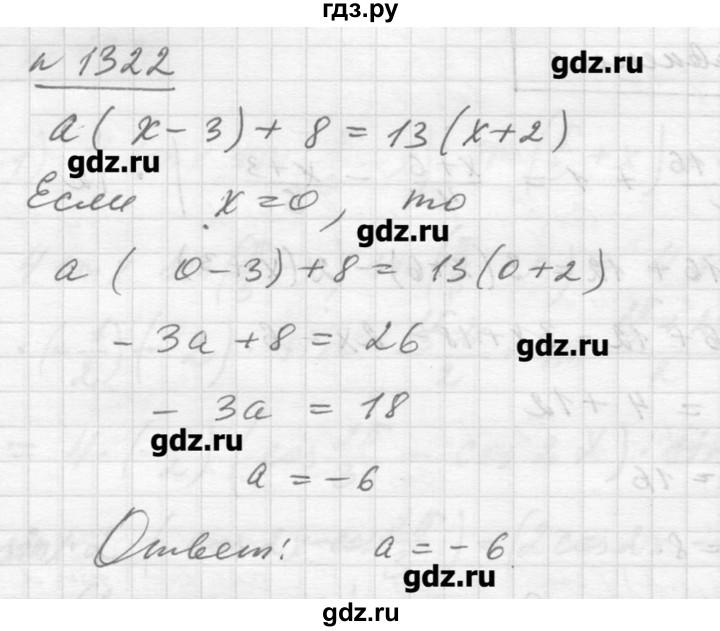 гдз.ру
n 1322
gdz.ru
a ( x - 3 ) + 8 = 13 ( x + 2 )
gdz.ru
Если x = 0, то
gdz.ru
a ( 0 - 3 ) + 8 = 13 ( 0 + 2 )
- 3a + 8 = 26
gdz.ru
- 3a = 18
gdz.ru
a = - 6
Ответ: a = - 6
gdz.ru
gdz.ru